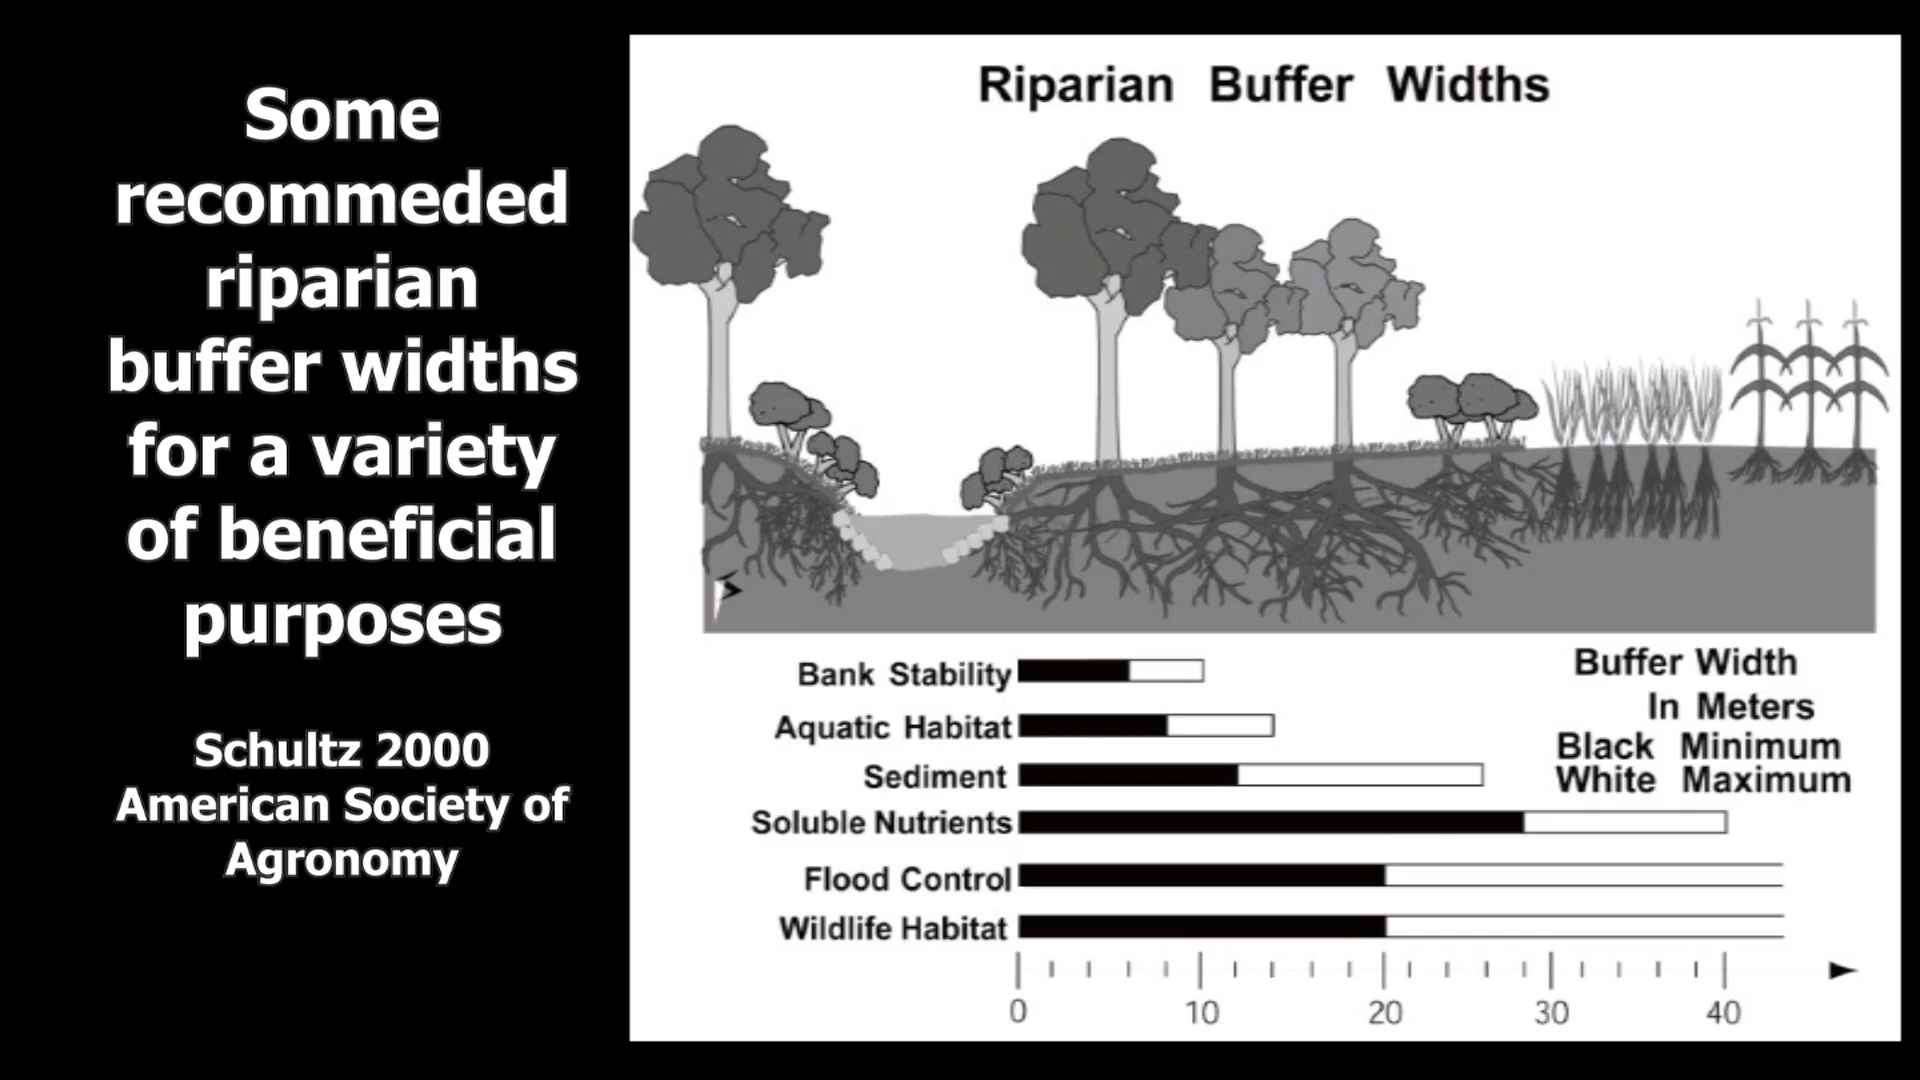 Some
recommeded
riparian
buffer widths
for a variety
of beneficial
purposes
Schultz 2000
American Society of
Agronomy
Riparian Buffer Widths
Bank Stability
Aquatic Habitat
Sediment
Soluble Nutrients
Flood Control
Wildlife Habitat
Buffer Width
In Meters
Black Minimum
White Maximum
0 10 20 30 40